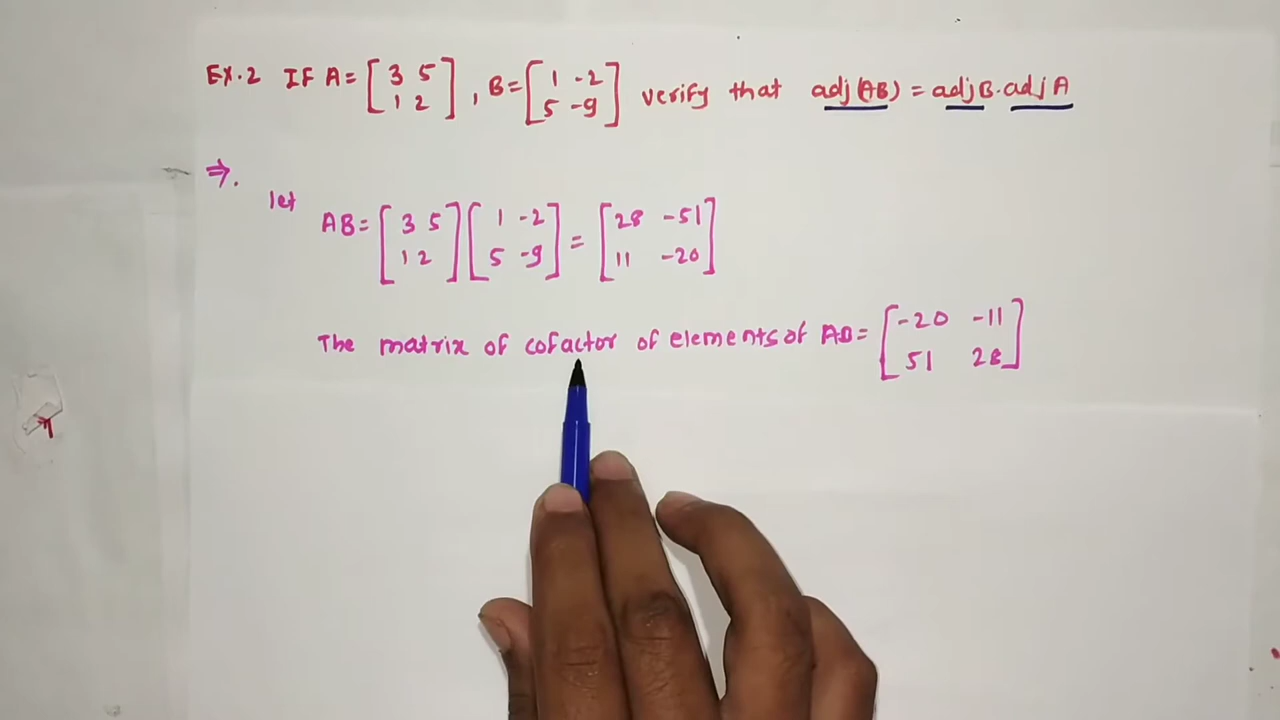 Ex.2 IF A = [3 5 1 2], B = [1 -2 5 -9] verify that adj(AB) = adjB.adjA
⇒.
let AB = [3 5 1 2][1 -2 5 -9] = [28 -51 11 -20]
The matrix of cofactor of elements of AB = [-20 -11 51 28]